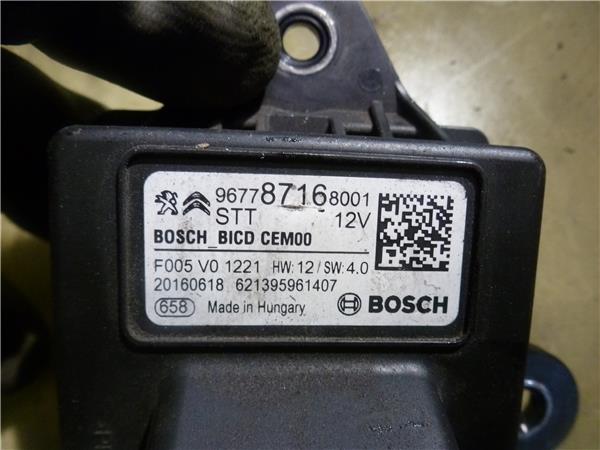 967787168001
STT 12V
BOSCH_BICD CEM00
F005 V0 1221 HW: 12 / SW: 4.0
20160618 621395961407
658 Made in Hungary BOSCH